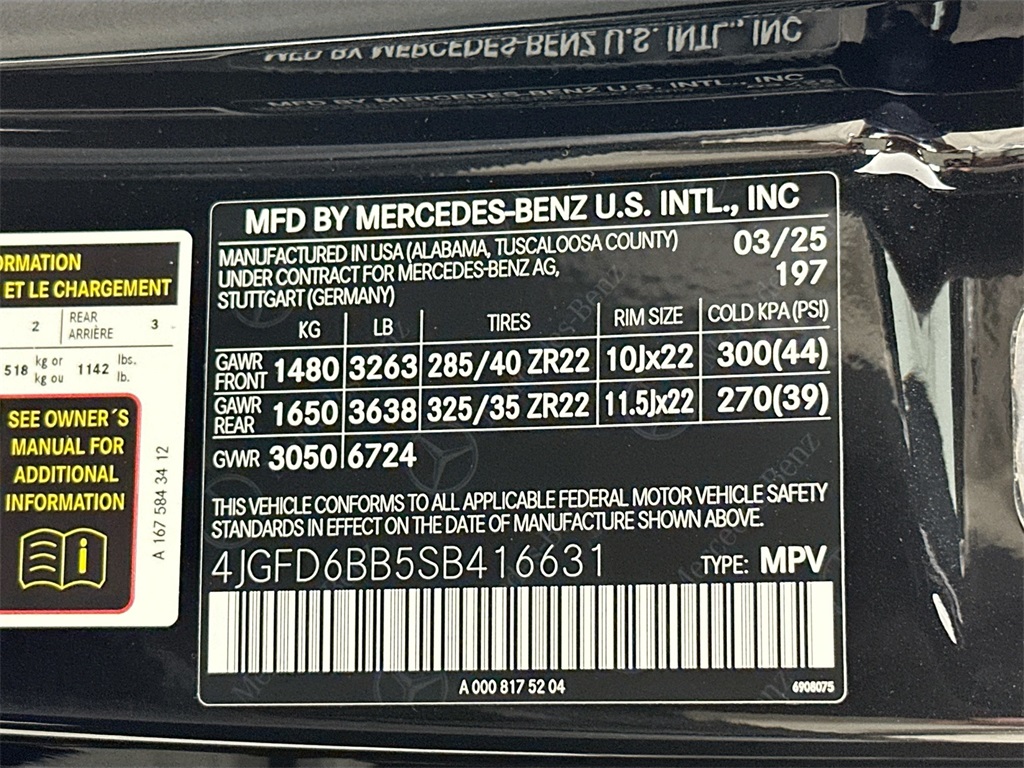 MFD BY MERCEDES-BENZ U.S. INTL., INC
MFD BY MERCEDES-BENZ U.S. INTL., INC
MFD BY MERCEDES-BENZ U.S. INTL., INC
MANUFACTURED IN USA (ALABAMA, TUSCALOOSA COUNTY) 03/25
UNDER CONTRACT FOR MERCEDES-BENZ AG, 197
STUTTGART (GERMANY)
KG LB TIRES RIM SIZE COLD KPA (PSI)
GAWR FRONT 1480 3263 285/40 ZR22 10Jx22 300(44)
GAWR REAR 1650 3638 325/35 ZR22 11.5Jx22 270(39)
GVWR 3050 6724
THIS VEHICLE CONFORMS TO ALL APPLICABLE FEDERAL MOTOR VEHICLE SAFETY
STANDARDS IN EFFECT ON THE DATE OF MANUFACTURE SHOWN ABOVE.
4JGFD6BB5SB416631 TYPE: MPV
A 000 817 52 04 6908075
ET LE CHARGEMENT
2 REAR ARRIÈRE 3
518 kg or kg ou 1142 lbs. lb.
SEE OWNER´S
MANUAL FOR
ADDITIONAL
INFORMATION
i
A 167 584 34 12
Mercedes-Benz